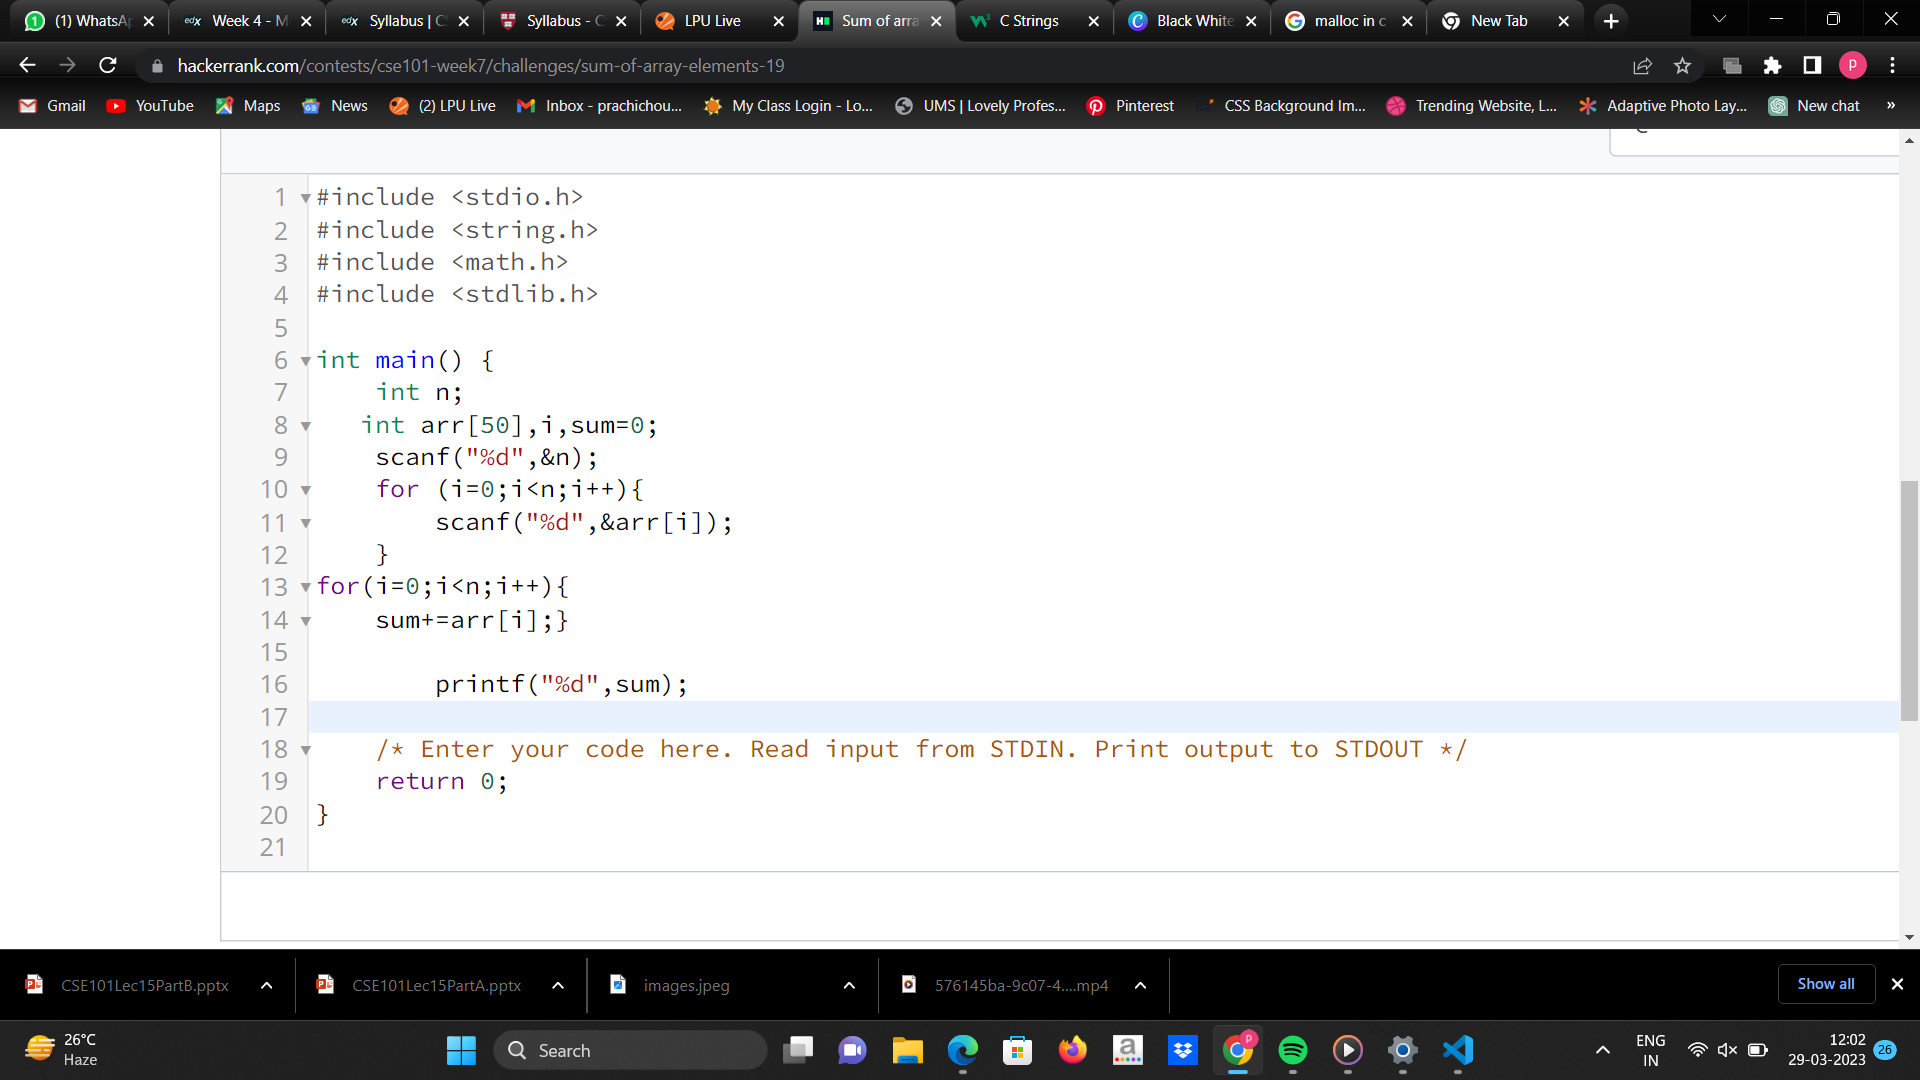 (1) WhatsAp
Week 4 - M
Syllabus | C
Syllabus - C
LPU Live
Sum of arra
C Strings
Black White
malloc in c
New Tab
hackerrank.com/contests/cse101-week7/challenges/sum-of-array-elements-19
Gmail YouTube Maps News (2) LPU Live Inbox - prachichou... My Class Login - Lo... UMS | Lovely Profes... Pinterest CSS Background Im... Trending Website, L... Adaptive Photo Lay... New chat »
1 #include <stdio.h>
2 #include <string.h>
3 #include <math.h>
4 #include <stdlib.h>
5
6 int main() {
7     int n;
8    int arr[50],i,sum=0;
9     scanf("%d",&n);
10     for (i=0;i<n;i++){
11         scanf("%d",&arr[i]);
12     }
13 for(i=0;i<n;i++){
14     sum+=arr[i];}
15
16         printf("%d",sum);
17
18     /* Enter your code here. Read input from STDIN. Print output to STDOUT */
19     return 0;
20 }
21
CSE101Lec15PartB.pptx CSE101Lec15PartA.pptx images.jpeg 576145ba-9c07-4....mp4 Show all
26°C
Haze
Search
ENG
IN
12:02
29-03-2023
26